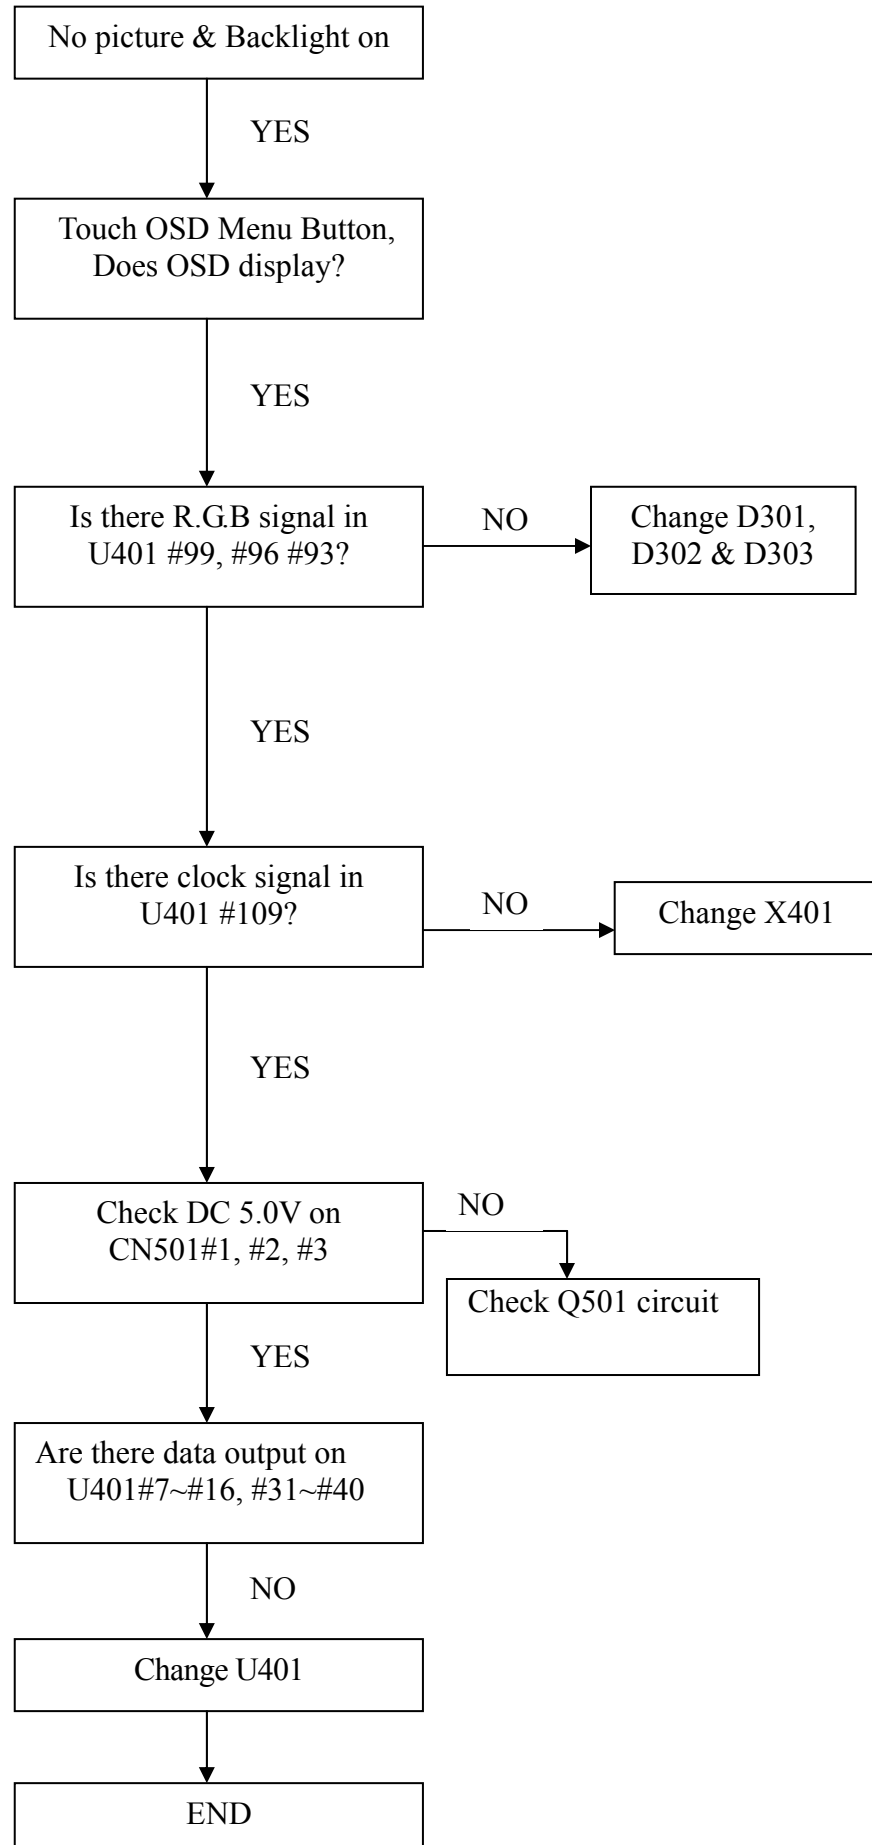 No picture & Backlight on
YES
Touch OSD Menu Button,
Does OSD display?
YES
Is there R.G.B signal in
U401 #99, #96 #93?
NO
Change D301,
D302 & D303
YES
Is there clock signal in
U401 #109?
NO
Change X401
YES
Check DC 5.0V on
CN501#1, #2, #3
NO
Check Q501 circuit
YES
Are there data output on
U401#7~#16, #31~#40
NO
Change U401
END